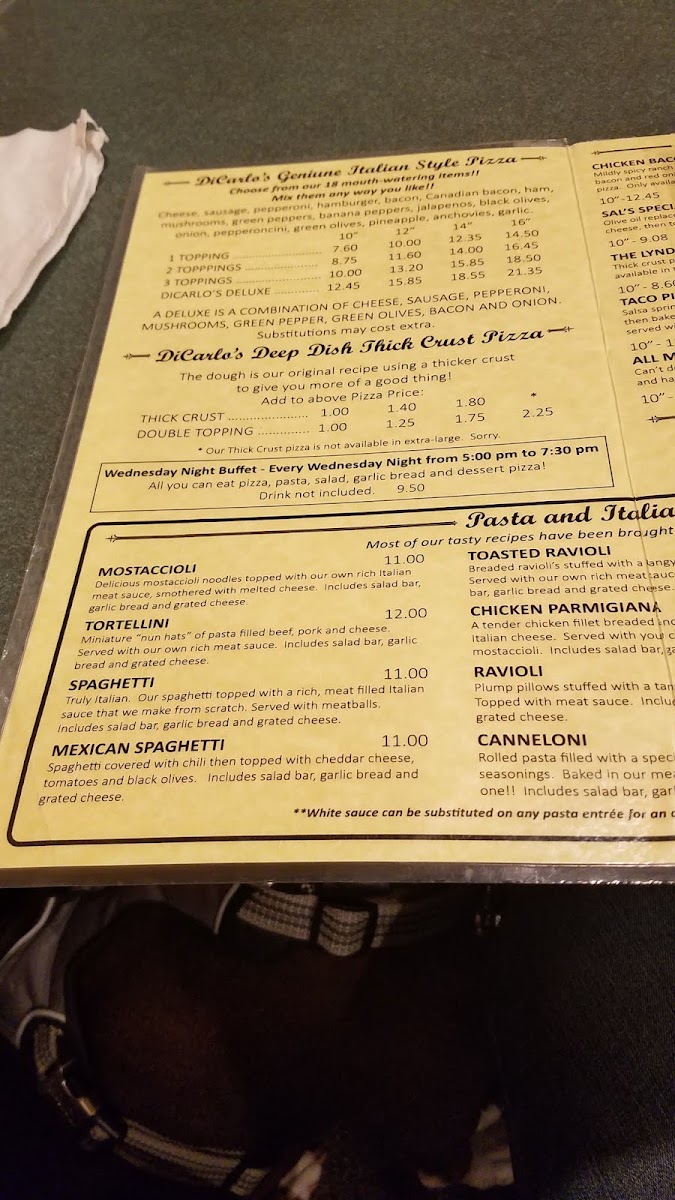 DiCarlo's Geniune Italian Style Pizza
Choose from our 18 mouth-watering items!!
Mix them any way you like!!
Cheese, sausage, pepperoni, hamburger, bacon, Canadian bacon, ham,
mushrooms, green peppers, banana peppers, jalapenos, black olives,
onion, pepperoncini, green olives, pineapple, anchovies, garlic.
10" 12" 14" 16"
1 TOPPING ........................ 7.60 10.00 12.35 14.50
2 TOPPPINGS ................... 8.75 11.60 14.00 16.45
3 TOPPPINGS ................... 10.00 13.20 15.85 18.50
DICARLO'S DELUXE ............ 12.45 15.85 18.55 21.35
A DELUXE IS A COMBINATION OF CHEESE, SAUSAGE, PEPPERONI,
MUSHROOMS, GREEN PEPPER, GREEN OLIVES, BACON AND ONION.
Substitutions may cost extra.
DiCarlo's Deep Dish Thick Crust Pizza
The dough is our original recipe using a thicker crust
to give you more of a good thing!
Add to above Pizza Price:
THICK CRUST ...................... 1.00 1.40 1.80 *
DOUBLE TOPPING .............. 1.00 1.25 1.75 2.25
* Our Thick Crust pizza is not available in extra-large. Sorry.
Wednesday Night Buffet - Every Wednesday Night from 5:00 pm to 7:30 pm
All you can eat pizza, pasta, salad, garlic bread and dessert pizza!
Drink not included. 9.50
CHICKEN BAC
Mildly spicy ranch
bacon and red oni
pizza. Only availa
10" -12.45
SAL'S SPECI
Olive oil replac
cheese, then to
10" - 9.08
THE LYND
Thick crust p
available in
10" - 8.60
TACO PI
Salsa sprin
then bake
served wi
10" - 1
ALL M
Can't d
and ha
10" -
Pasta and Italia
Most of our tasty recipes have been brought
MOSTACCIOLI 11.00
Delicious mostaccioli noodles topped with our own rich Italian
meat sauce, smothered with melted cheese. Includes salad bar,
garlic bread and grated cheese.
TORTELLINI 12.00
Miniature "nun hats" of pasta filled beef, pork and cheese.
Served with our own rich meat sauce. Includes salad bar, garlic
bread and grated cheese.
SPAGHETTI 11.00
Truly Italian. Our spaghetti topped with a rich, meat filled Italian
sauce that we make from scratch. Served with meatballs.
Includes salad bar, garlic bread and grated cheese.
MEXICAN SPAGHETTI 11.00
Spaghetti covered with chili then topped with cheddar cheese,
tomatoes and black olives. Includes salad bar, garlic bread and
grated cheese.
TOASTED RAVIOLI
Breaded ravioli's stuffed with a tangy
Served with our own rich meat sauc
bar, garlic bread and grated cheese.
CHICKEN PARMIGIANA
A tender chicken fillet breaded and
Italian cheese. Served with you c
mostaccioli. Includes salad bar, ga
RAVIOLI
Plump pillows stuffed with a tan
Topped with meat sauce. Inclu
grated cheese.
CANNELONI
Rolled pasta filled with a speci
seasonings. Baked in our mea
one!! Includes salad bar, garl
**White sauce can be substituted on any pasta entrée for an a